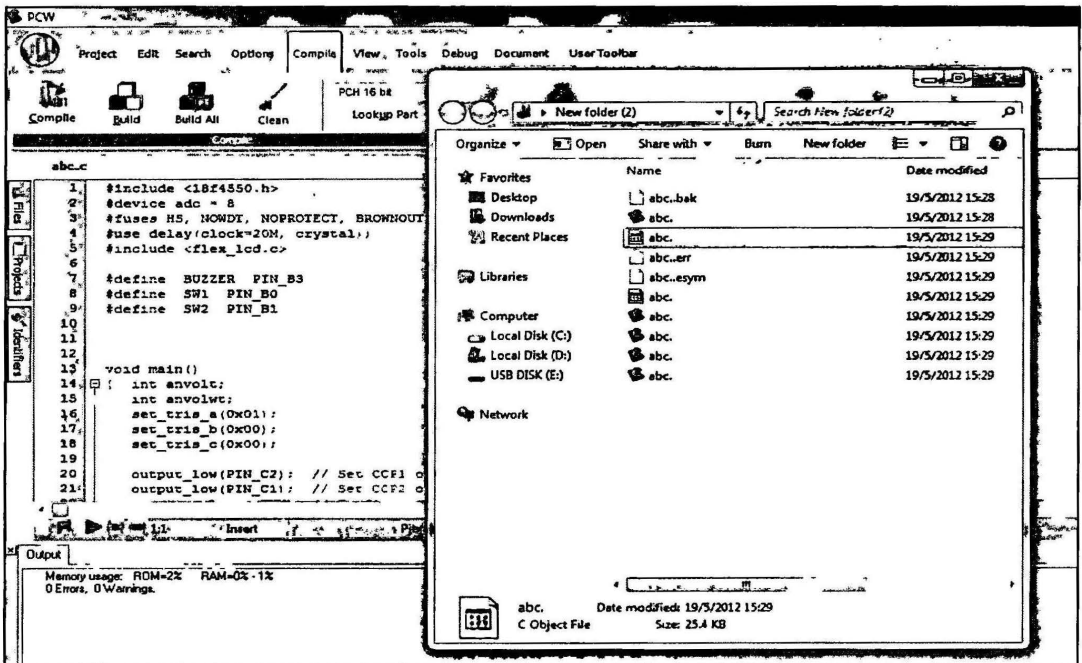 PCW
Project Edit Search Options Compile View Tools Debug Document User Toolbar
Compile Build Build All Clean
PCH 16 bit
Lookup Part
Compile
abc..c
Files
Projects
Identifiers
1 #include <18f4550.h>
2 #device adc = 8
3 #fuses HS, NOWDT, NOPROTECT, BROWNOUT
4 #use delay(clock=20M, crystal))
5 #include <flex_lcd.c>
6
7 #define BUZZER PIN_B3
8 #define SW1 PIN_B0
9 #define SW2 PIN_B1
10
11
12
13 void main()
14 { int anvolt;
15 int anvolwt;
16 set_tris_a(0x01);
17 set_tris_b(0x00);
18 set_tris_c(0x00);
19
20 output_low(PIN_C2); // Set CCP1 o
21 output_low(PIN_C1); // Set CCP2 o
1:1 Insert
Output
Memory usage: ROM=2% RAM=0% - 1%
0 Errors, 0 Warnings.
New folder (2)
Search New folder (2)
Organize Open Share with Burn New folder
Favorites
Desktop
Downloads
Recent Places
Libraries
Computer
Local Disk (C:)
Local Disk (D:)
USB DISK (E:)
Network
Name Date modified
abc..bak 19/5/2012 15:28
abc. 19/5/2012 15:28
abc. 19/5/2012 15:29
abc..err 19/5/2012 15:29
abc..esym 19/5/2012 15:29
abc. 19/5/2012 15:29
abc. 19/5/2012 15:29
abc. 19/5/2012 15:29
abc. 19/5/2012 15:29
abc. Date modified: 19/5/2012 15:29
C Object File Size: 25.4 KB